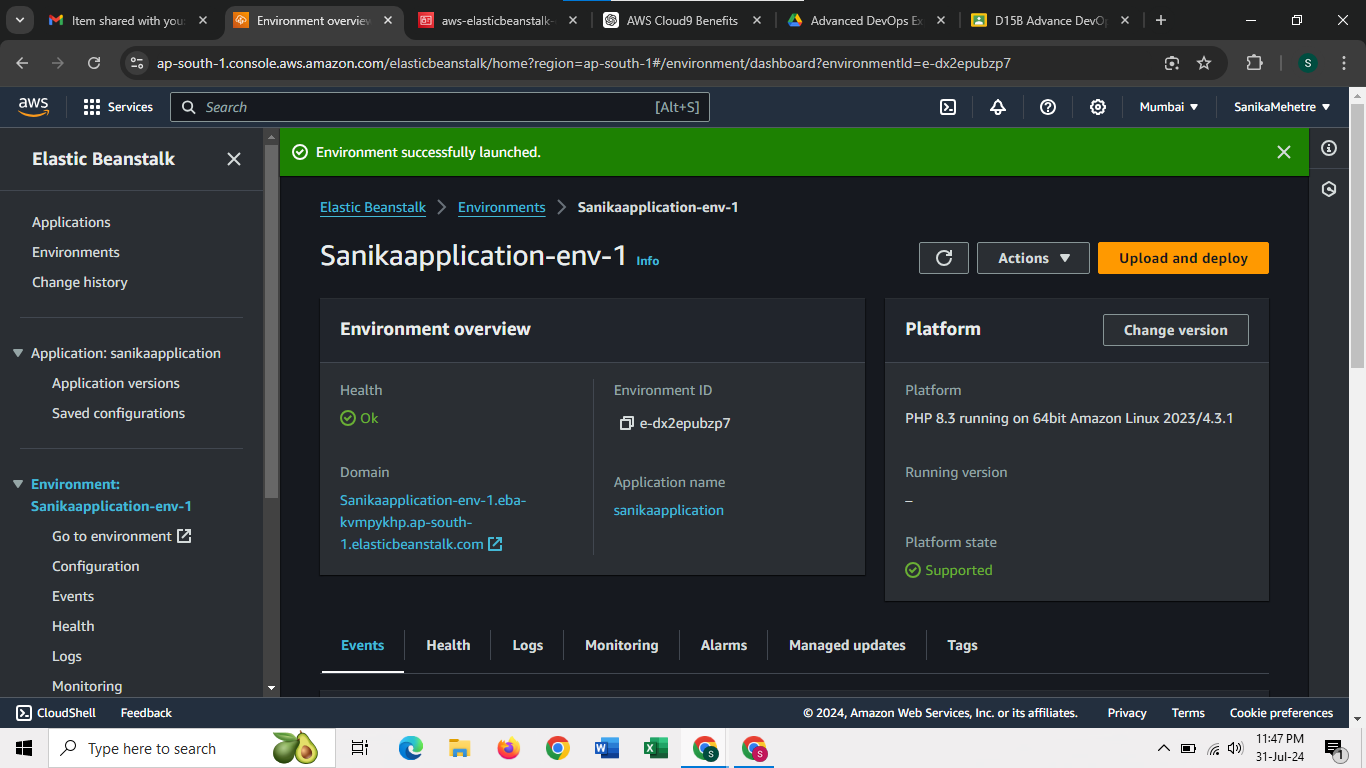 Item shared with you:
Environment overview
aws-elasticbeanstalk-
AWS Cloud9 Benefits
Advanced DevOps Ex
D15B Advance DevOp
ap-south-1.console.aws.amazon.com/elasticbeanstalk/home?region=ap-south-1#/environment/dashboard?environmentId=e-dx2epubzp7
S
aws
Services
Search
[Alt+S]
Mumbai
SanikaMehetre
Elastic Beanstalk
Applications
Environments
Change history
Application: sanikaapplication
Application versions
Saved configurations
Environment:
Sanikaapplication-env-1
Go to environment
Configuration
Events
Health
Logs
Monitoring
Environment successfully launched.
Elastic Beanstalk
Environments
Sanikaapplication-env-1
Sanikaapplication-env-1 Info
Actions
Upload and deploy
Environment overview
Health
Ok
Domain
Sanikaapplication-env-1.eba-
kvmpykhp.ap-south-
1.elasticbeanstalk.com
Environment ID
e-dx2epubzp7
Application name
sanikaapplication
Platform
Change version
Platform
PHP 8.3 running on 64bit Amazon Linux 2023/4.3.1
Running version
–
Platform state
Supported
Events
Health
Logs
Monitoring
Alarms
Managed updates
Tags
CloudShell
Feedback
© 2024, Amazon Web Services, Inc. or its affiliates.
Privacy
Terms
Cookie preferences
Type here to search
S
S
11:47 PM
31-Jul-24
1